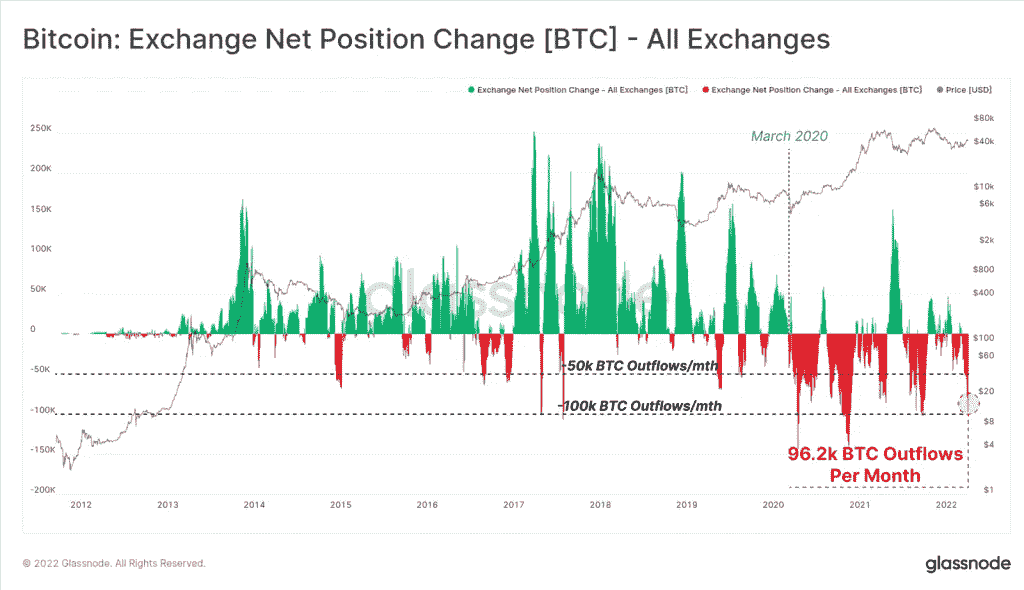 Bitcoin: Exchange Net Position Change [BTC] - All Exchanges
Exchange Net Position Change - All Exchanges [BTC] Exchange Net Position Change - All Exchanges [BTC] Price [USD]
$80k
March 2020
250K
$40k
200K
$10k
150K
$6k
100K
$2k
$800
50K
$400
glassnode
0
$100
$60
-50K
-50k BTC Outflows/mth
$20
-100K
-100k BTC Outflows/mth
$8
-150K
$4
96.2k BTC Outflows
Per Month
-200K
$1
2012 2013 2014 2015 2016 2017 2018 2019 2020 2021 2022
© 2022 Glassnode. All Rights Reserved.
glassnode